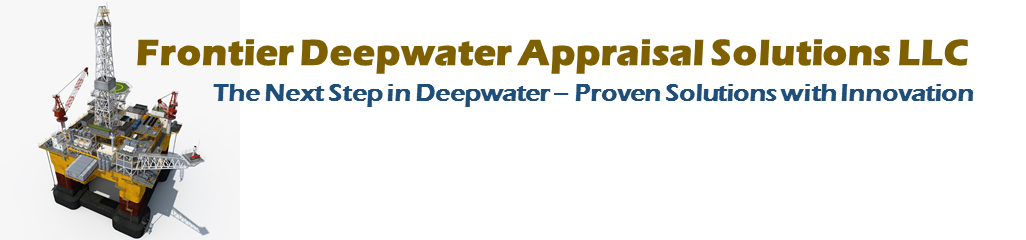 Frontier Deepwater Appraisal Solutions LLC
The Next Step in Deepwater – Proven Solutions with Innovation